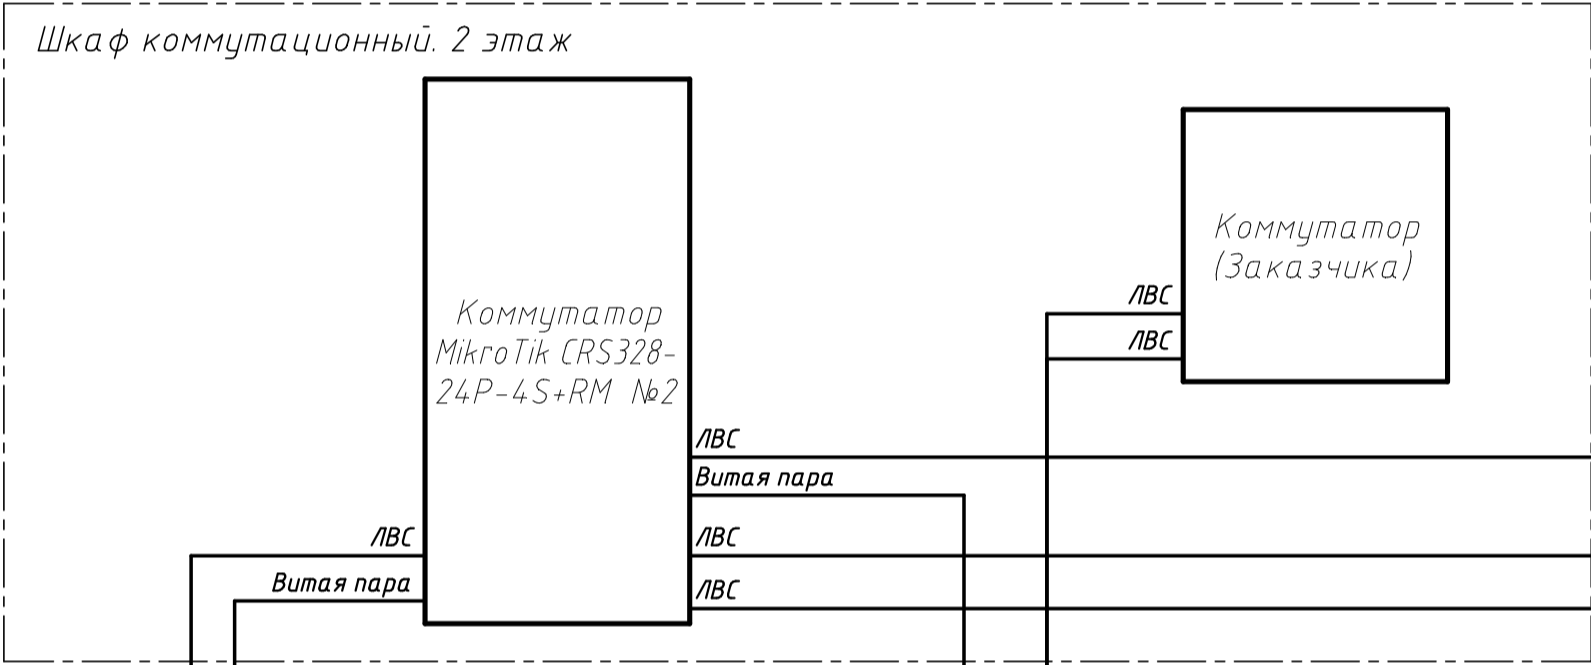 Шкаф коммутационный. 2 этаж
Коммутатор
MikroTik CRS328-
24P-4S+RM №2
Коммутатор
(Заказчика)
ЛВС
ЛВС
ЛВС
Витая пара
ЛВС
ЛВС
ЛВС
Витая пара